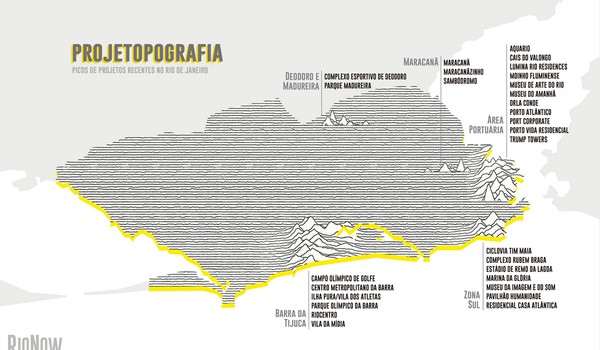 PROJETOPOGRAFIA
PICOS DE PROJETOS RECENTES NO RIO DE JANEIRO
DEODORO E
MADUREIRA
COMPLEXO ESPORTIVO DE DEODORO
PARQUE MADUREIRA
MARACANÃ
MARACANÃ
MARACANÃZINHO
SAMBÓDROMO
ÁREA
PORTUÁRIA
AQUARIO
CAIS DO VALONGO
LUMINA RIO RESIDENCES
MOINHO FLUMINENSE
MUSEU DE ARTE DO RIO
MUSEU DO AMANHÃ
ORLA CONDE
PORTO ATLÂNTICO
PORT CORPORATE
PORTO VIDA RESIDENCIAL
TRUMP TOWERS
BARRA DA
TIJUCA
CAMPO OLÍMPICO DE GOLFE
CENTRO METROPOLITANO DA BARRA
ILHA PURA/VILA DOS ATLETAS
PARQUE OLÍMPICO DA BARRA
RIOCENTRO
VILA DA MÍDIA
ZONA
SUL
CICLOVIA TIM MAIA
COMPLEXO RUBEM BRAGA
ESTÁDIO DE REMO DA LAGOA
MARINA DA GLÓRIA
MUSEU DA IMAGEM E DO SOM
PAVILHÃO HUMANIDADE
RESIDENCIAL CASA ATLÂNTICA
RIONOW